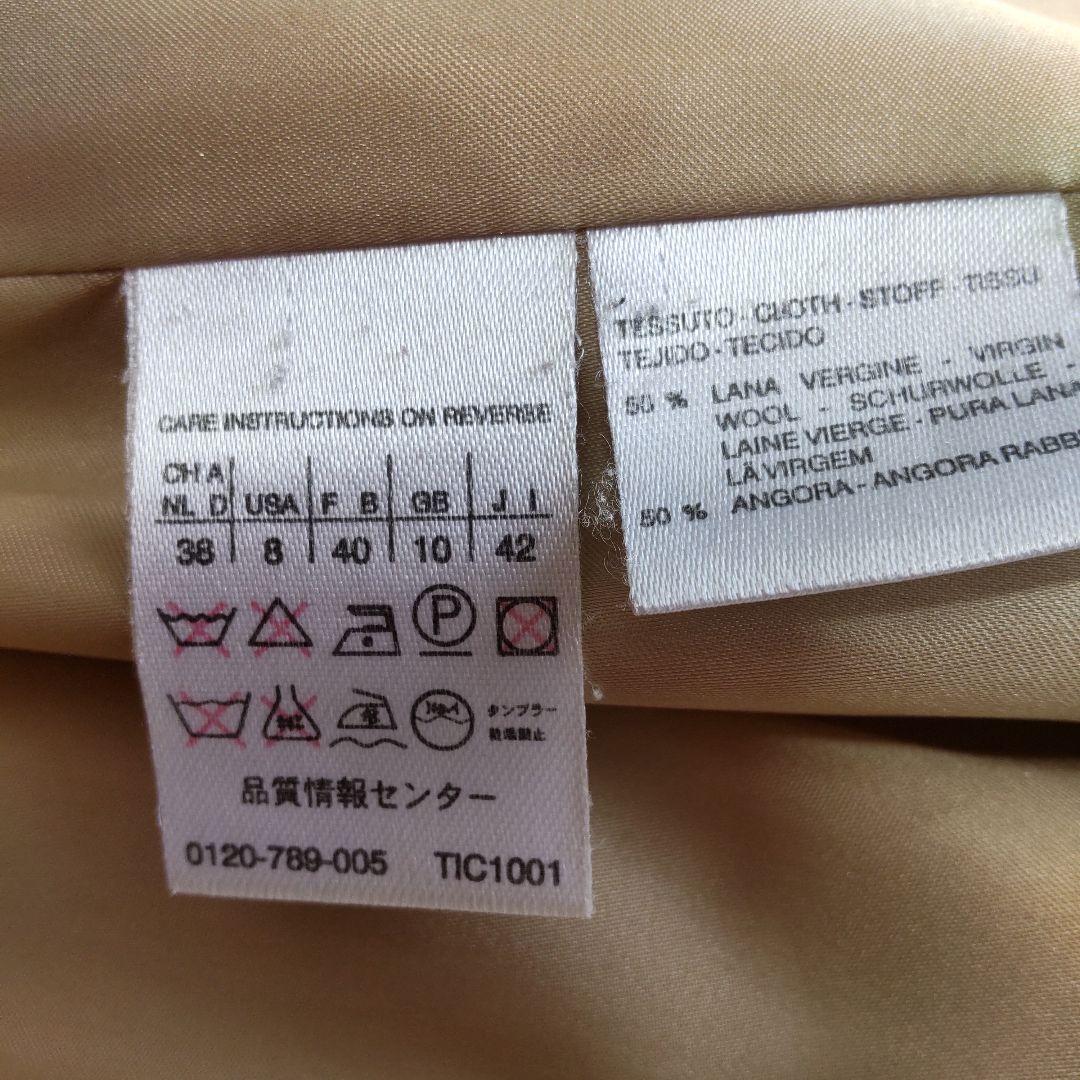 CARE INSTRUCTIONS ON REVERSE
CH A
NL D USA F B GB J I
38 8 40 10 42
P
タンプラー
乾燥禁止
品質情報センター
0120-789-005 TIC1001
TESSUTO - CLOTH - STOFF - TISSU
TEJIDO - TECIDO
50 % LANA VERGINE - VIRGIN
WOOL - SCHURWOLLE -
LAINE VIERGE - PURA LANA
LÀ VIRGEM
50 % ANGORA - ANGORA RABB